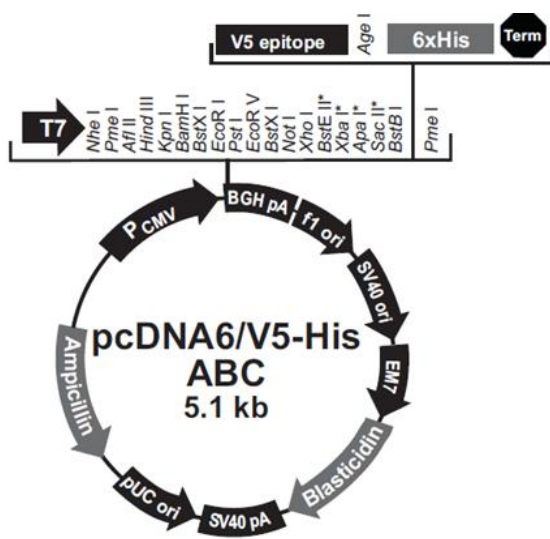 V5 epitope
Age I
6xHis
Term
T7
Nhe I
Pme I
Afl II
Hind III
Kpn I
BamH I
BstX I
EcoR I
Pst I
EcoR V
BstX I
Not I
Xho I
BstE II*
Xba I*
Apa I*
Sac II*
BstB I
Pme I
P CMV
BGH pA
f1 ori
SV40 ori
EM7
Blasticidin
SV40 pA
pUC ori
Ampicillin
pcDNA6/V5-His
ABC
5.1 kb